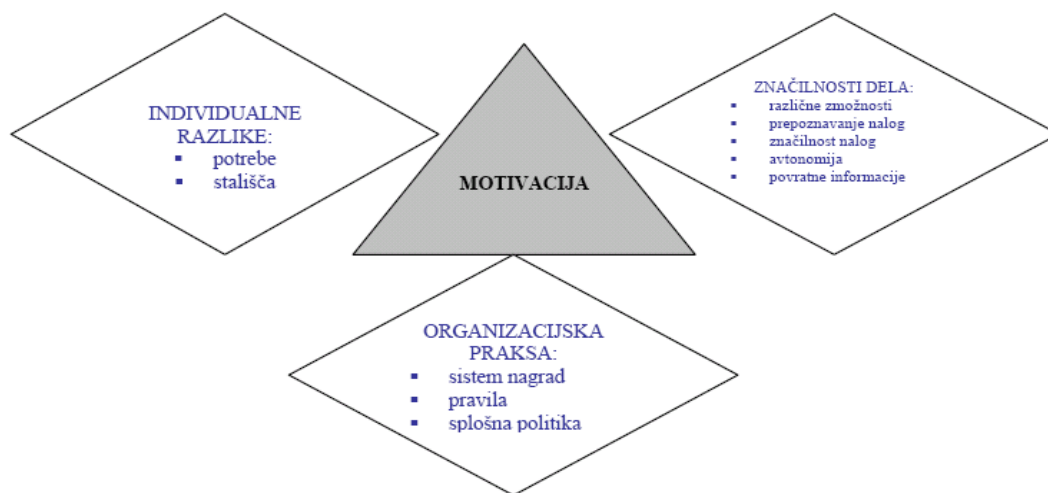 INDIVIDUALNE
RAZLIKE:
▪ potrebe
▪ stališča
MOTIVACIJA
ZNAČILNOSTI DELA:
▪ različne zmožnosti
▪ prepoznavanje nalog
▪ značilnost nalog
▪ avtonomija
▪ povratne informacije
ORGANIZACIJSKA
PRAKSA:
▪ sistem nagrad
▪ pravila
▪ splošna politika